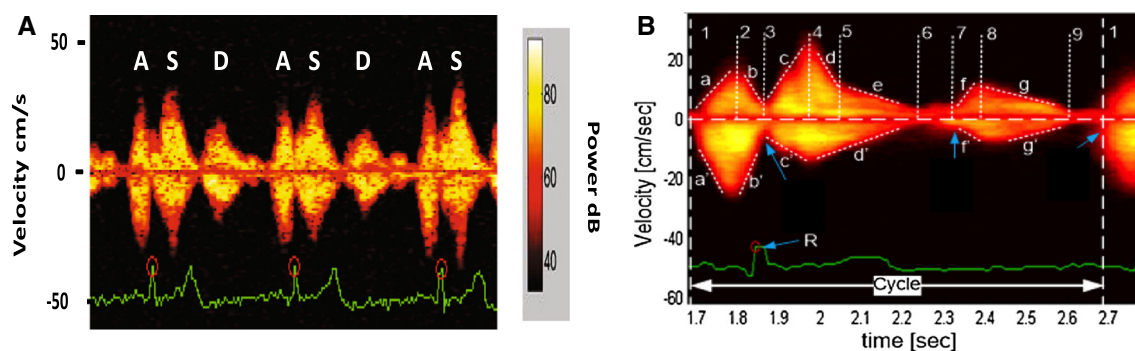 A
50
0
-50
Velocity cm/s
A S D A S D A S
80
60
40
Power dB
B
20
0
-20
-40
-60
Velocity [cm/sec]
1 2 3 4 5 6 7 8 9 1
a b c d e f g
a' b' c' d' f' g'
R
Cycle
1.7 1.8 1.9 2 2.1 2.2 2.3 2.4 2.5 2.6 2.7
time [sec]